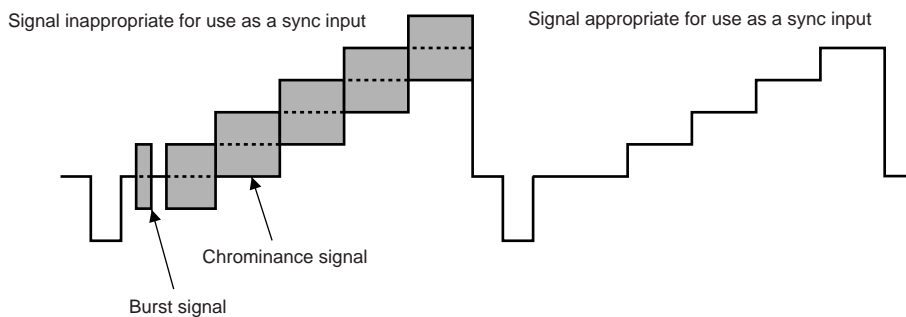 Signal inappropriate for use as a sync input
Signal appropriate for use as a sync input
Chrominance signal
Burst signal